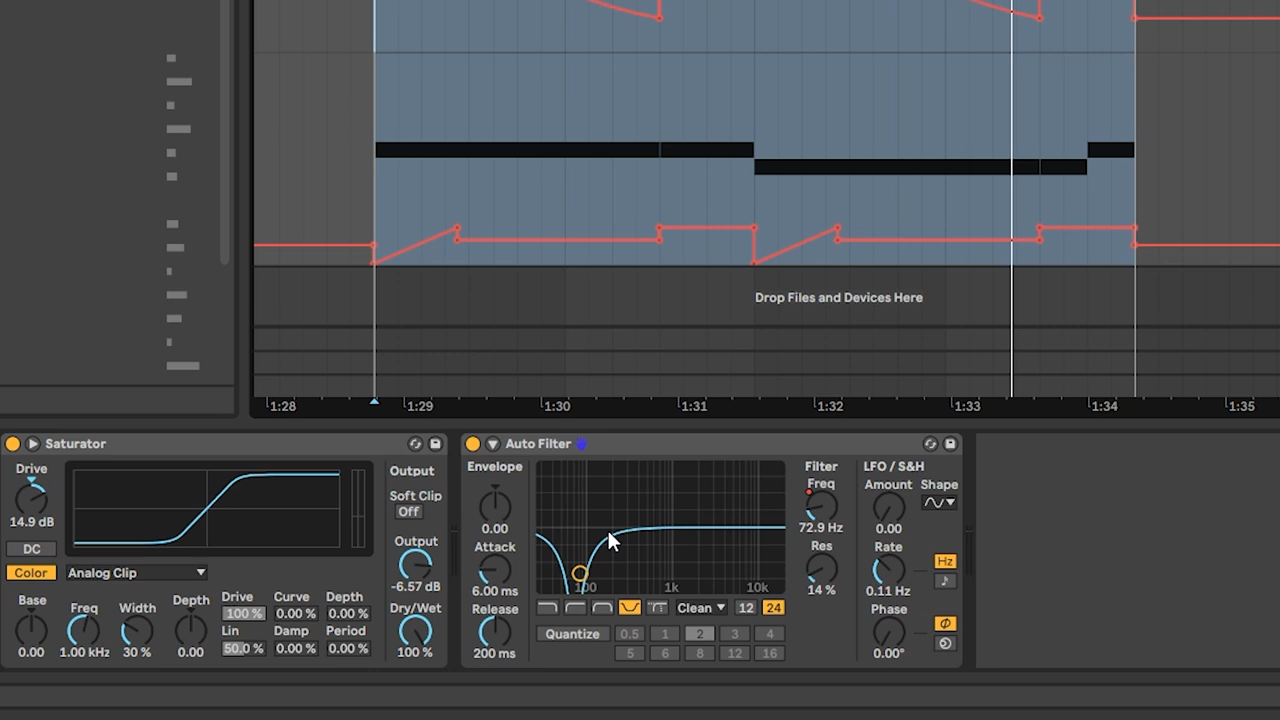 Drop Files and Devices Here
1:28 1:29 1:30 1:31 1:32 1:33 1:34 1:35
Saturator
Drive
14.9 dB
DC
Color
Analog Clip
Output
Soft Clip
Off
Output
-6.57 dB
Base
0.00
Freq
1.00 kHz
Width
30 %
Depth
0.00
Drive Curve Depth
100 % 0.00 % 0.00 %
Lin Damp Period
50.0 % 0.00 % 0.00 %
Dry/Wet
100 %
Auto Filter
Envelope
0.00
Attack
6.00 ms
Release
200 ms
100 1k 10k
Clean
12 24
Quantize 0.5 1 2 3 4
5 6 8 12 16
Filter
Freq
72.9 Hz
Res
14 %
LFO / S&H
Amount Shape
0.00
Rate
0.11 Hz
Hz
Phase
0.00°